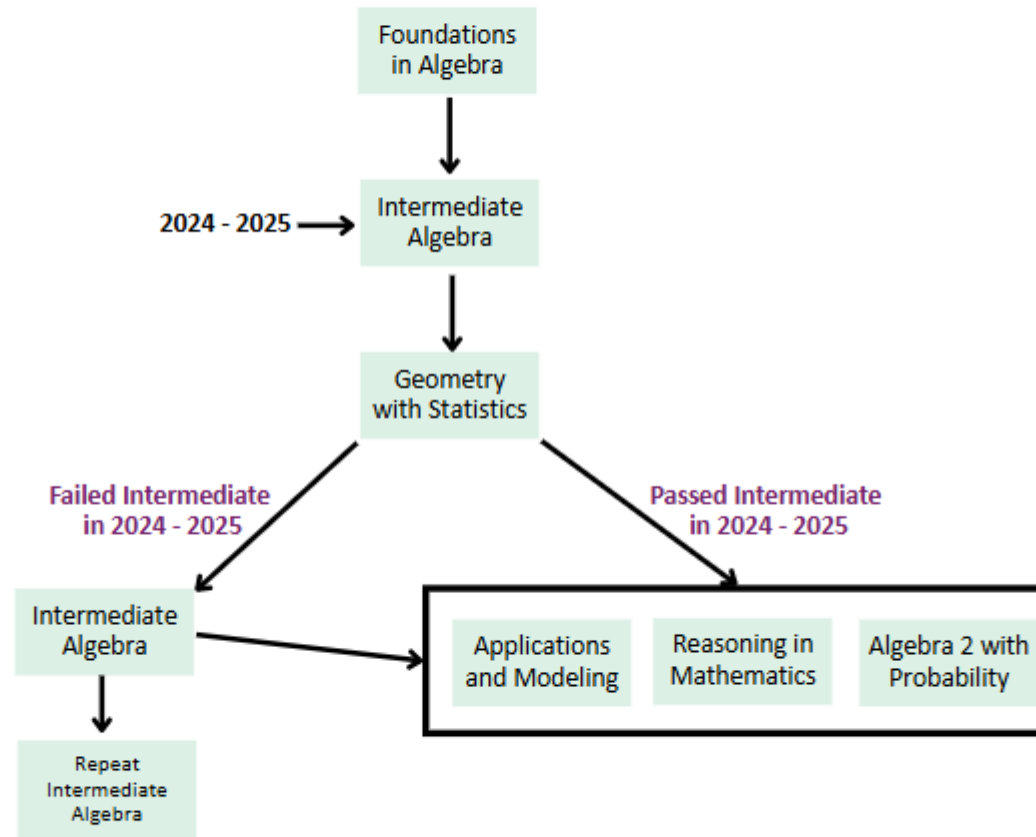 Foundations
in Algebra
2024 - 2025
Intermediate
Algebra
Geometry
with Statistics
Failed Intermediate
in 2024 - 2025
Passed Intermediate
in 2024 - 2025
Intermediate
Algebra
Applications
and Modeling
Reasoning in
Mathematics
Algebra 2 with
Probability
Repeat
Intermediate
Algebra